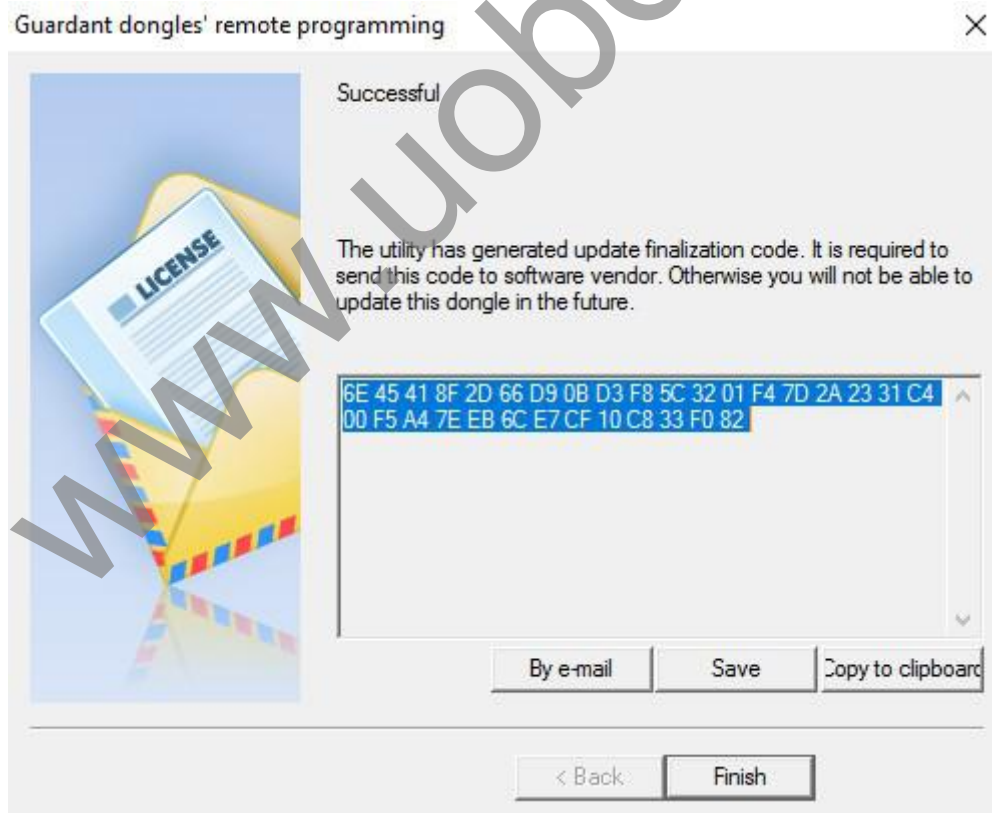 Guardant dongles' remote programming
Successful
The utility has generated update finalization code. It is required to
send this code to software vendor. Otherwise you will not be able to
update this dongle in the future.
LICENSE
6E 45 41 8F 2D 66 D9 0B D3 F8 5C 32 01 F4 7D 2A 23 31 C4
00 F5 A4 7E EB 6C E7 CF 10 C8 33 F0 82
By e-mail
Save
Copy to clipboard
< Back
Finish
www.uobd